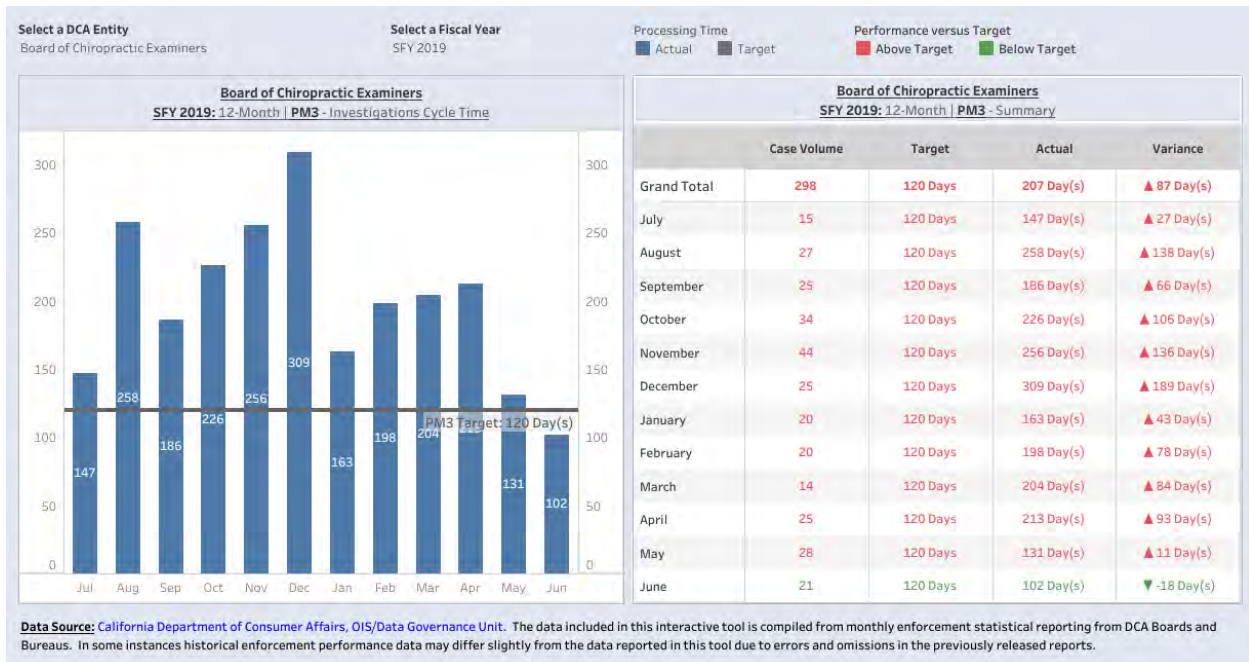 Select a DCA Entity
Board of Chiropractic Examiners
Select a Fiscal Year
SFY 2019
Processing Time
Actual Target
Performance versus Target
Above Target Below Target
Board of Chiropractic Examiners
SFY 2019: 12-Month | PM3 - Investigations Cycle Time
300
250
200
150
100
50
0
147
258
186
226
256
309
163
198
204
131
102
PM3 Target: 120 Day(s)
300
250
200
150
100
50
0
Jul Aug Sep Oct Nov Dec Jan Feb Mar Apr May Jun
Board of Chiropractic Examiners
SFY 2019: 12-Month | PM3 - Summary
Case Volume Target Actual Variance
Grand Total 298 120 Days 207 Day(s) ▲ 87 Day(s)
July 15 120 Days 147 Day(s) ▲ 27 Day(s)
August 27 120 Days 258 Day(s) ▲ 138 Day(s)
September 25 120 Days 186 Day(s) ▲ 66 Day(s)
October 34 120 Days 226 Day(s) ▲ 106 Day(s)
November 44 120 Days 256 Day(s) ▲ 136 Day(s)
December 25 120 Days 309 Day(s) ▲ 189 Day(s)
January 20 120 Days 163 Day(s) ▲ 43 Day(s)
February 20 120 Days 198 Day(s) ▲ 78 Day(s)
March 14 120 Days 204 Day(s) ▲ 84 Day(s)
April 25 120 Days 213 Day(s) ▲ 93 Day(s)
May 28 120 Days 131 Day(s) ▲ 11 Day(s)
June 21 120 Days 102 Day(s) ▼ -18 Day(s)
Data Source: California Department of Consumer Affairs, OIS/Data Governance Unit. The data included in this interactive tool is compiled from monthly enforcement statistical reporting from DCA Boards and
Bureaus. In some instances historical enforcement performance data may differ slightly from the data reported in this tool due to errors and omissions in the previously released reports.